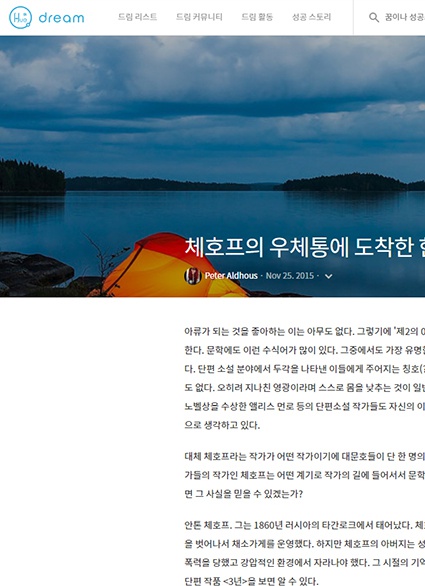 Hug dream 드림 리스트 드림 커뮤니티 드림 활동 성공 스토리 꿈이나 성공
체호프의 우체통에 도착한
Peter Aldhous · Nov 25. 2015 ·
아류가 되는 것을 좋아하는 이는 아무도 없다. 그렇기에 '제2의
한다. 문학에도 이런 수식어가 많이 있다. 그중에서도 가장 유명한
다. 단편 소설 분야에서 두각을 나타낸 이들에게 주어지는 칭호(?
도 없다. 오히려 지나친 영광이라며 스스로 몸을 낮추는 것이 일반
노벨상을 수상한 앨리스 먼로 등의 단편소설 작가들도 자신의 이
으로 생각하고 있다.
대체 체호프라는 작가가 어떤 작가이기에 대문호들이 단 한 명의
가들의 작가인 체호프는 어떤 계기로 작가의 길에 들어서서 문학
면 그 사실을 믿을 수 있겠는가?
안톤 체호프. 그는 1860년 러시아의 타간로크에서 태어났다. 체호
을 벗어나서 채소가게를 운영했다. 하지만 체호프의 아버지는 성
폭력을 당했고 강압적인 환경에서 자라나야 했다. 그 시절의 기억
단편 작품 <3년>을 보면 알 수 있다.